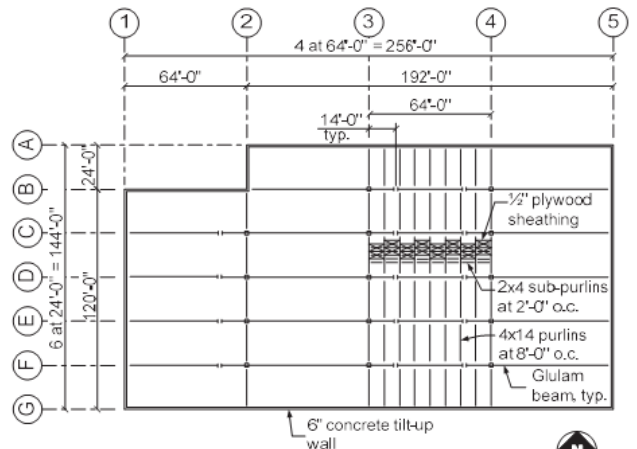 1 2 3 4 5
4 at 64'-0" = 256'-0"
64'-0" 192'-0"
64'-0"
14'-0"
typ.
A
B
C
D
E
F
G
24'-0"
6 at 24'-0" = 144'-0"
120'-0"
½" plywood
sheathing
2x4 sub-purlins
at 2'-0" o.c.
4x14 purlins
at 8'-0" o.c.
Glulam
beam, typ.
6" concrete tilt-up
wall
N